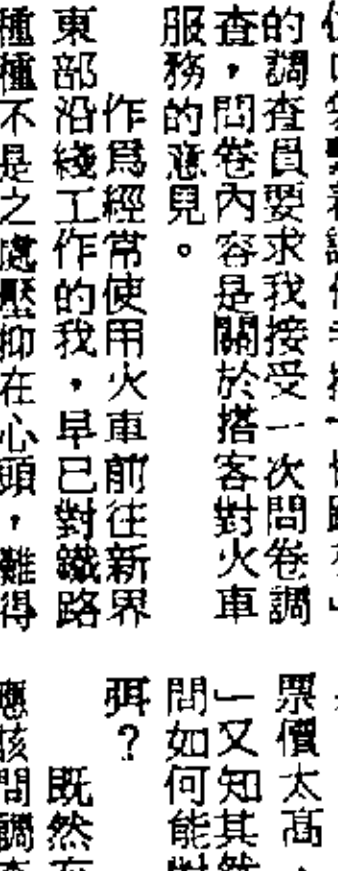 的調查員要求我接受一次問卷調
查，問卷內容是關於搭客對火車
服務的意見。
作爲經常使用火車前往新界
東部沿綫工作的我，早已對鐵路
種種不是之處壓抑在心頭，難得
票價太高、
」又知其然
問如何能
弭？
既然
應該問調查